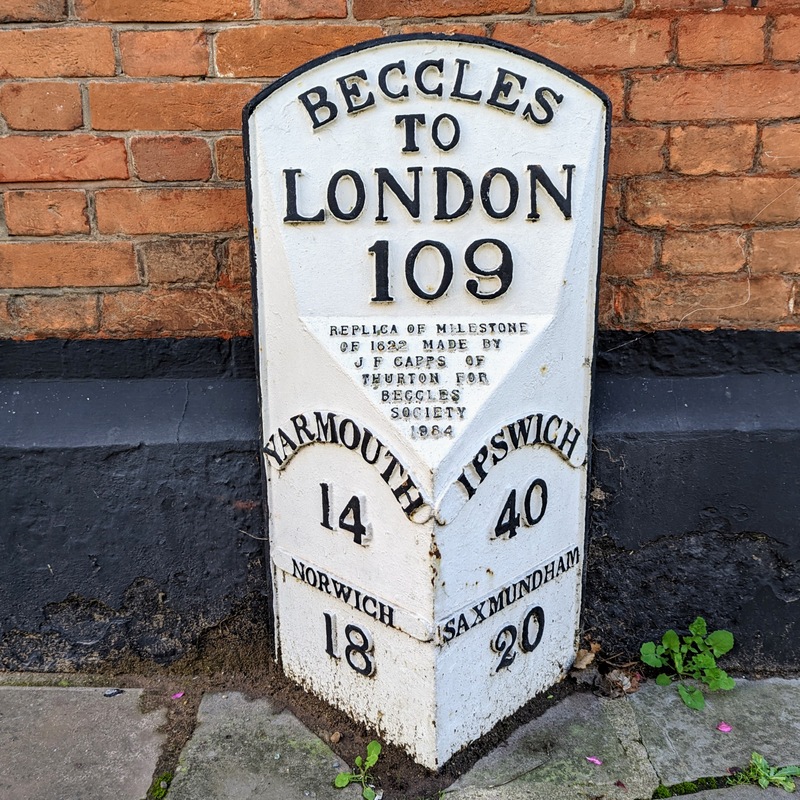 BECCLES
TO
LONDON
109
REPLICA OF MILESTONE
OF 1822 MADE BY
J F CAPPS OF
THURTON FOR
BECCLES
SOCIETY
1984
YARMOUTH
14
NORWICH
18
IPSWICH
40
SAXMUNDHAM
20